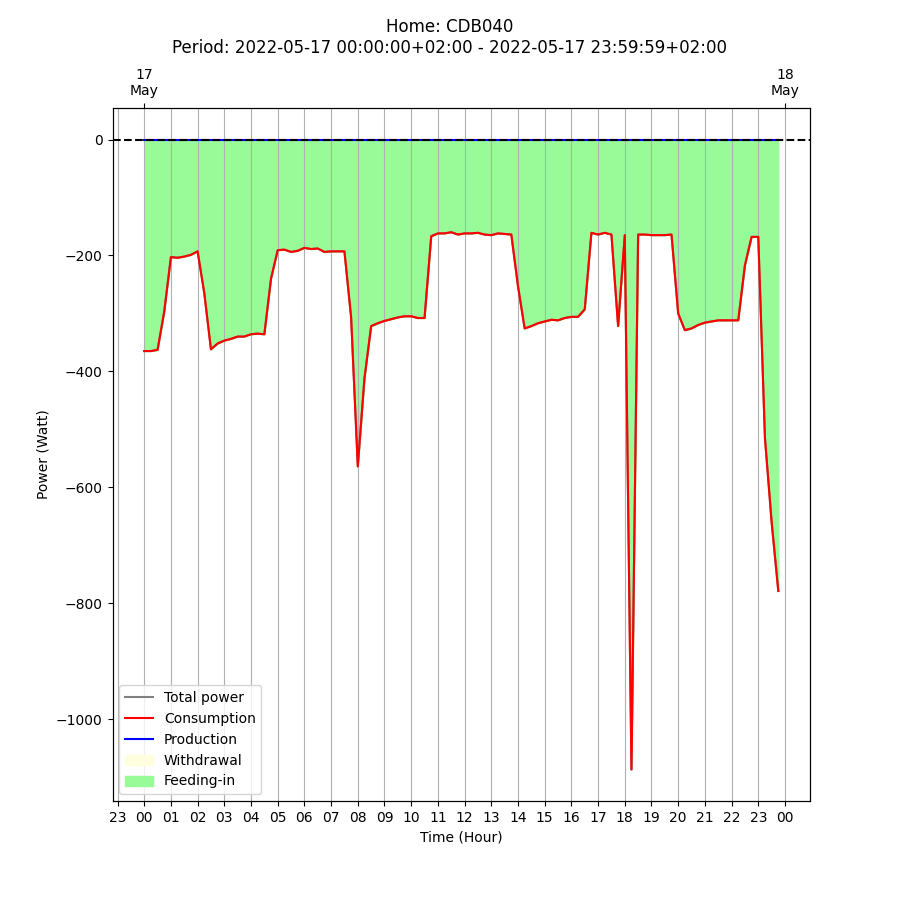 Home: CDB040
Period: 2022-05-17 00:00:00+02:00 - 2022-05-17 23:59:59+02:00
17
May
18
May
0
−200
−400
−600
−800
−1000
Power (Watt)
Total power
Consumption
Production
Withdrawal
Feeding-in
23 00 01 02 03 04 05 06 07 08 09 10 11 12 13 14 15 16 17 18 19 20 21 22 23 00
Time (Hour)